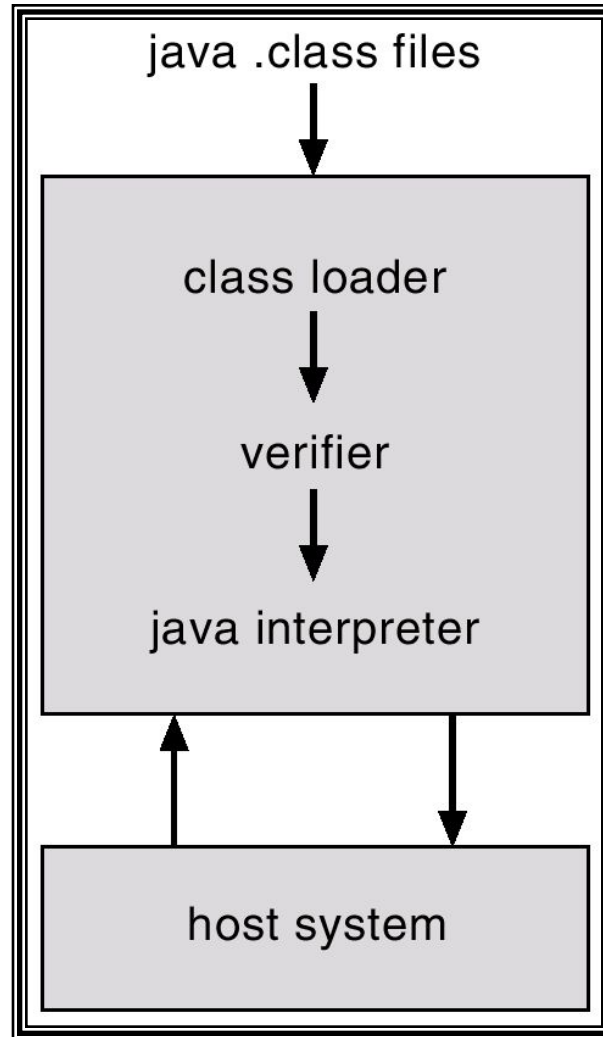 java .class files
class loader
verifier
java interpreter
host system